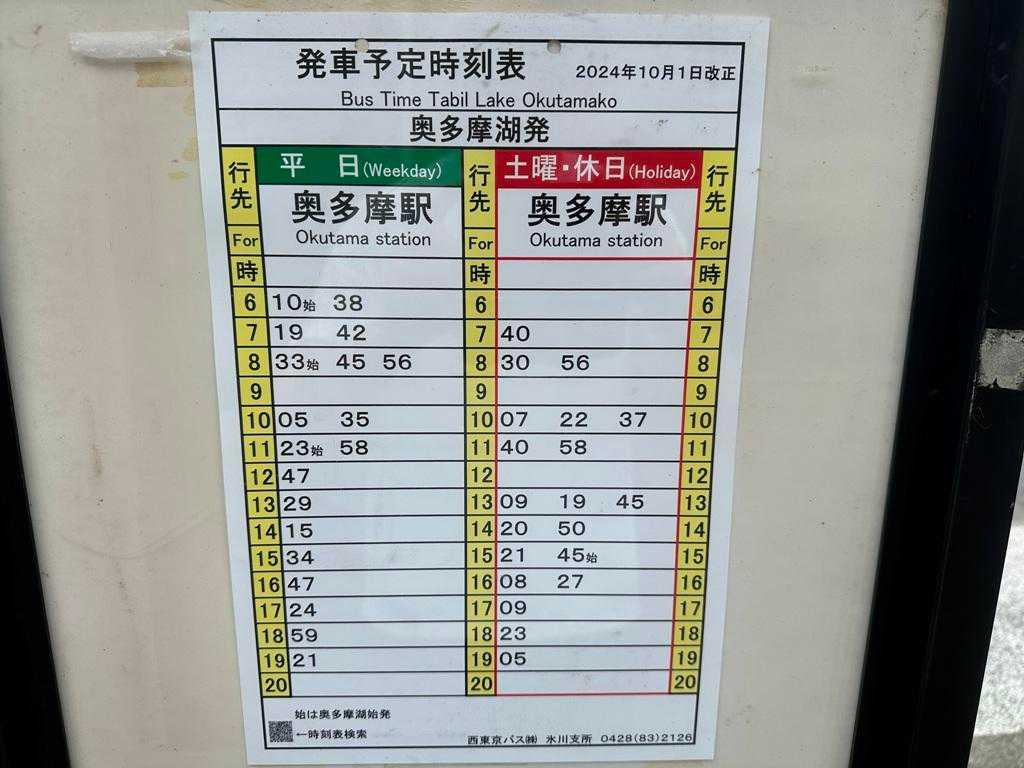 発車予定時刻表 2024年10月1日改正
Bus Time Tabil Lake Okutamako
奥多摩湖発
行先 平日(Weekday) 行先 土曜・休日(Holiday) 行先
奥多摩駅 奥多摩駅
For Okutama station For Okutama station For
時 時 時
6 10始 38 6 6
7 19 42 7 40 7
8 33始 45 56 8 30 56 8
9 9 9
10 05 35 10 07 22 37 10
11 23始 58 11 40 58 11
12 47 12 12
13 29 13 09 19 45 13
14 15 14 20 50 14
15 34 15 21 45始 15
16 47 16 08 27 16
17 24 17 09 17
18 59 18 23 18
19 21 19 05 19
20 20 20
始は奥多摩湖始発
←時刻表検索
西東京バス㈱ 氷川支所 0428(83)2126